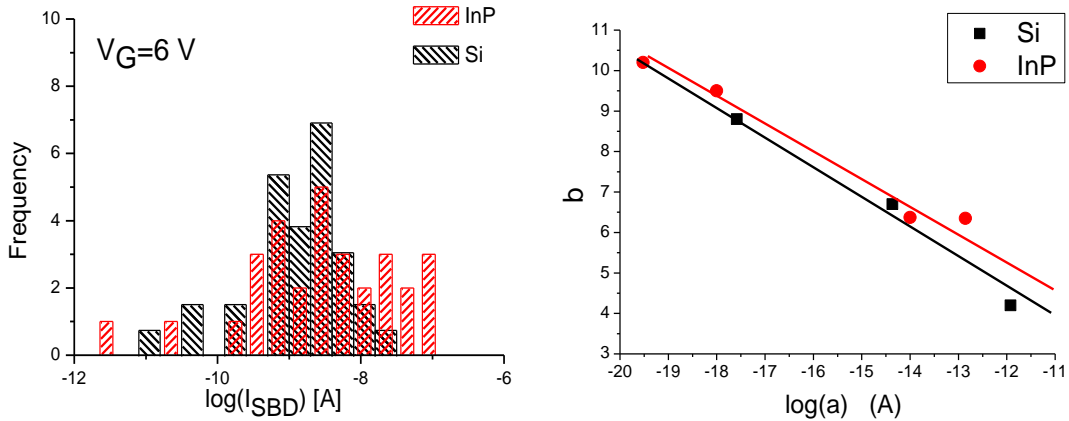 InP
Si
V_G=6 V
Frequency
10
8
6
4
2
0
-12 -10 -8 -6
log(I_SBD) [A]
Si
InP
b
11
10
9
8
7
6
5
4
3
-20 -19 -18 -17 -16 -15 -14 -13 -12 -11
log(a) (A)